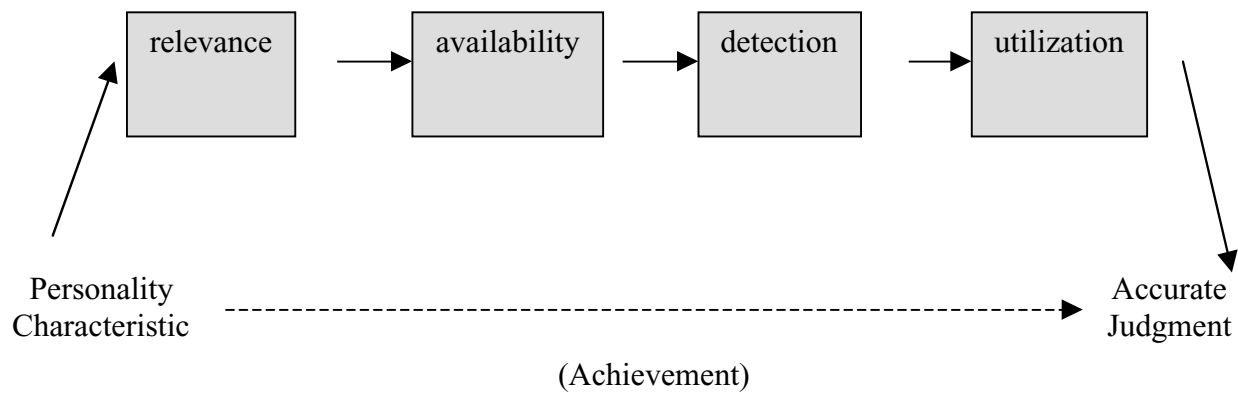 relevance
availability
detection
utilization
Personality
Characteristic
Accurate
Judgment
(Achievement)